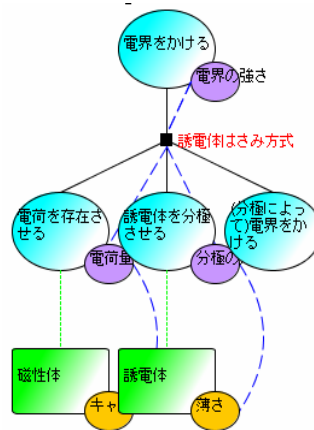 電界をかける
電界の強さ
誘電体はさみ方式
電荷を存在さ
せる
誘電体を分極
させる
(分極によっ
て)電界をか
ける
電荷量
分極の
磁性体
誘電体
キャ
薄さ